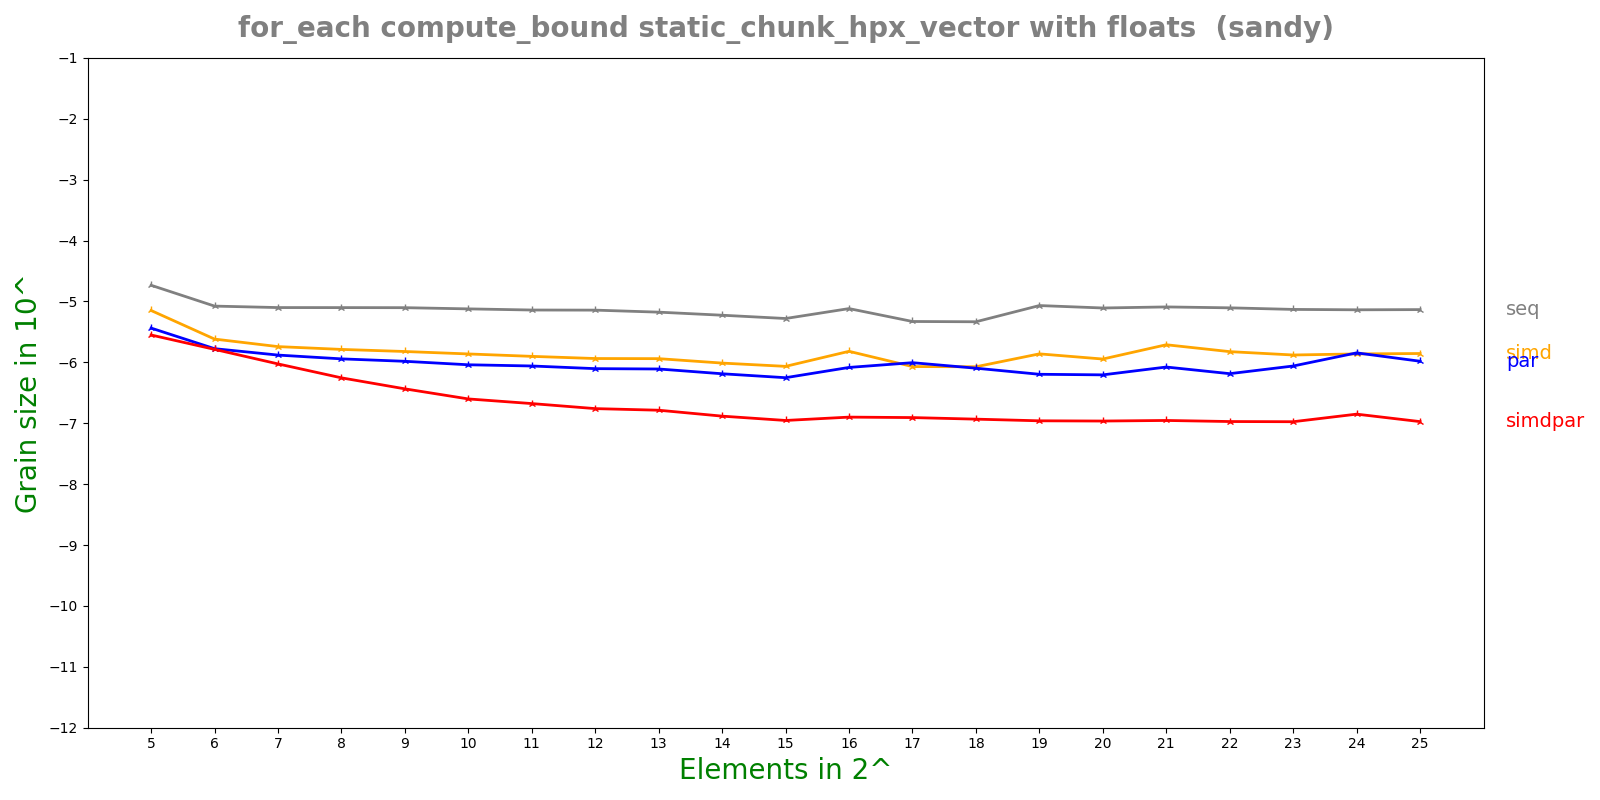 for_each compute_bound static_chunk_hpx_vector with floats (sandy)
Grain size in 10^
−1
−2
−3
−4
−5
−6
−7
−8
−9
−10
−11
−12
seq
simd
par
simdpar
5 6 7 8 9 10 11 12 13 14 15 16 17 18 19 20 21 22 23 24 25
Elements in 2^